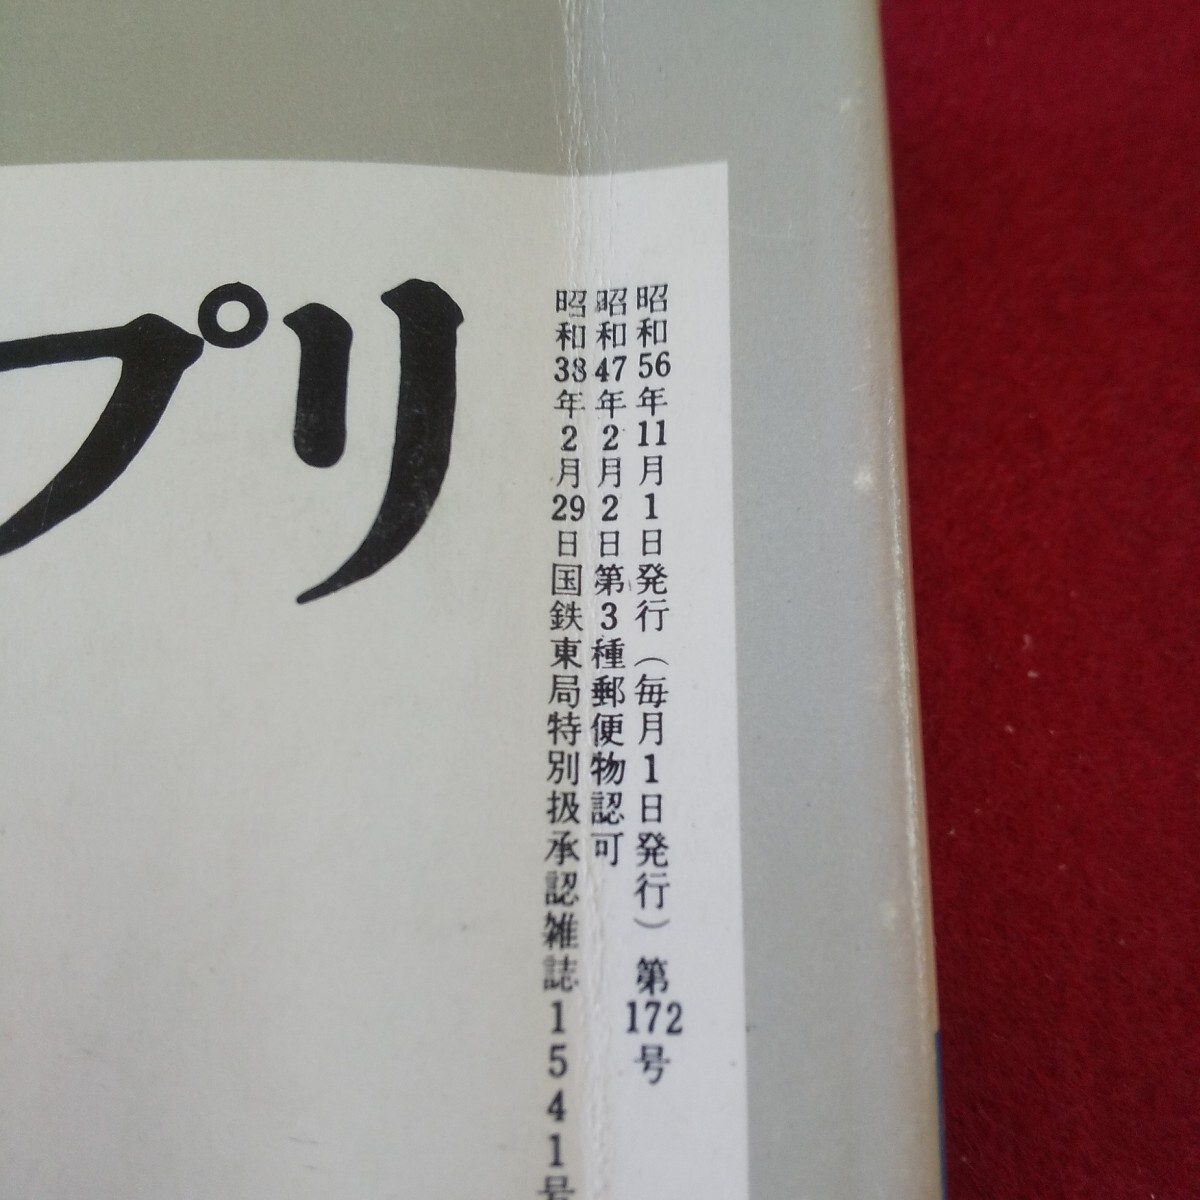 プリ
昭和56年11月1日発行（毎月1日発行）第172号
昭和47年2月2日第3種郵便物認可
昭和38年2月29日国鉄東局特別扱承認雑誌1541号